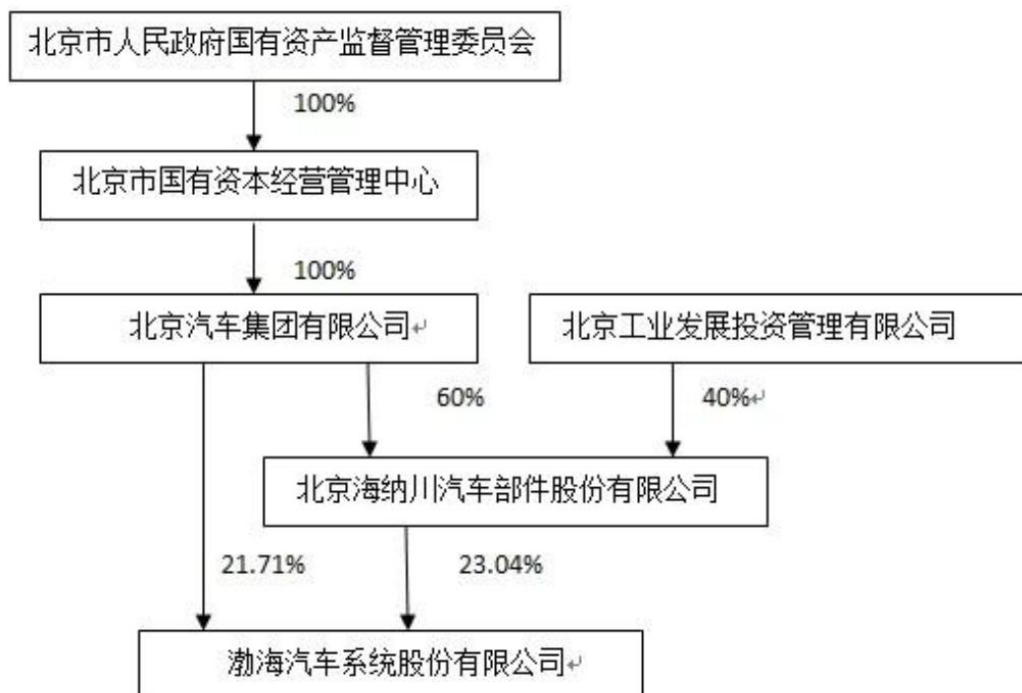 北京市人民政府国有资产监督管理委员会
100%
北京市国有资本经营管理中心
100%
北京汽车集团有限公司↵
北京工业发展投资管理有限公司
60%
40%↵
北京海纳川汽车部件股份有限公司
21.71%
23.04%
渤海汽车系统股份有限公司↵